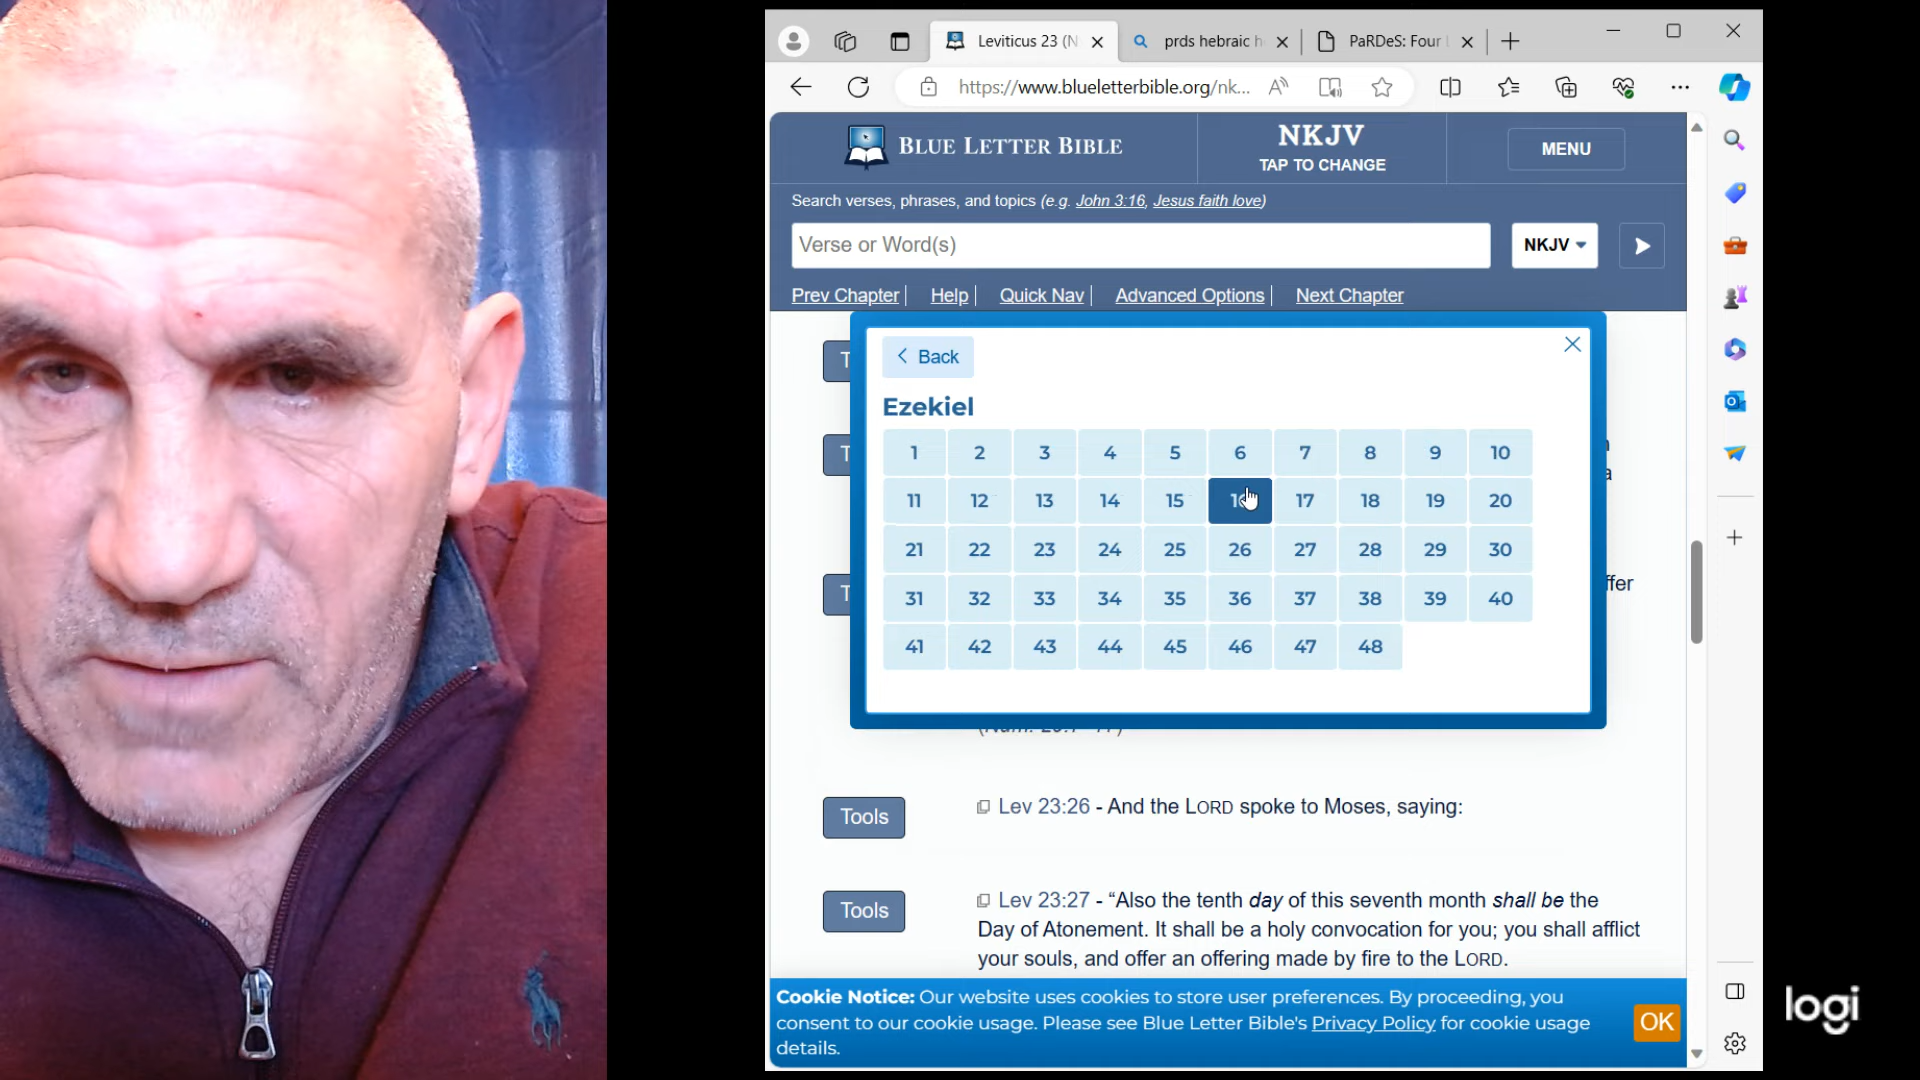 Leviticus 23 (N
prds hebraic h
PaRDeS: Four
https://www.blueletterbible.org/nk...
BLUE LETTER BIBLE
NKJV
TAP TO CHANGE
MENU
Search verses, phrases, and topics (e.g. John 3:16, Jesus faith love)
Verse or Word(s)
NKJV
Prev Chapter
Help
Quick Nav
Advanced Options
Next Chapter
Back
Ezekiel
1 2 3 4 5 6 7 8 9 10
11 12 13 14 15 16 17 18 19 20
21 22 23 24 25 26 27 28 29 30
31 32 33 34 35 36 37 38 39 40
41 42 43 44 45 46 47 48
Tools
Lev 23:26 - And the LORD spoke to Moses, saying:
Tools
Lev 23:27 - “Also the tenth day of this seventh month shall be the
Day of Atonement. It shall be a holy convocation for you; you shall afflict
your souls, and offer an offering made by fire to the LORD.
Cookie Notice: Our website uses cookies to store user preferences. By proceeding, you
consent to our cookie usage. Please see Blue Letter Bible's Privacy Policy for cookie usage
details.
OK
logi